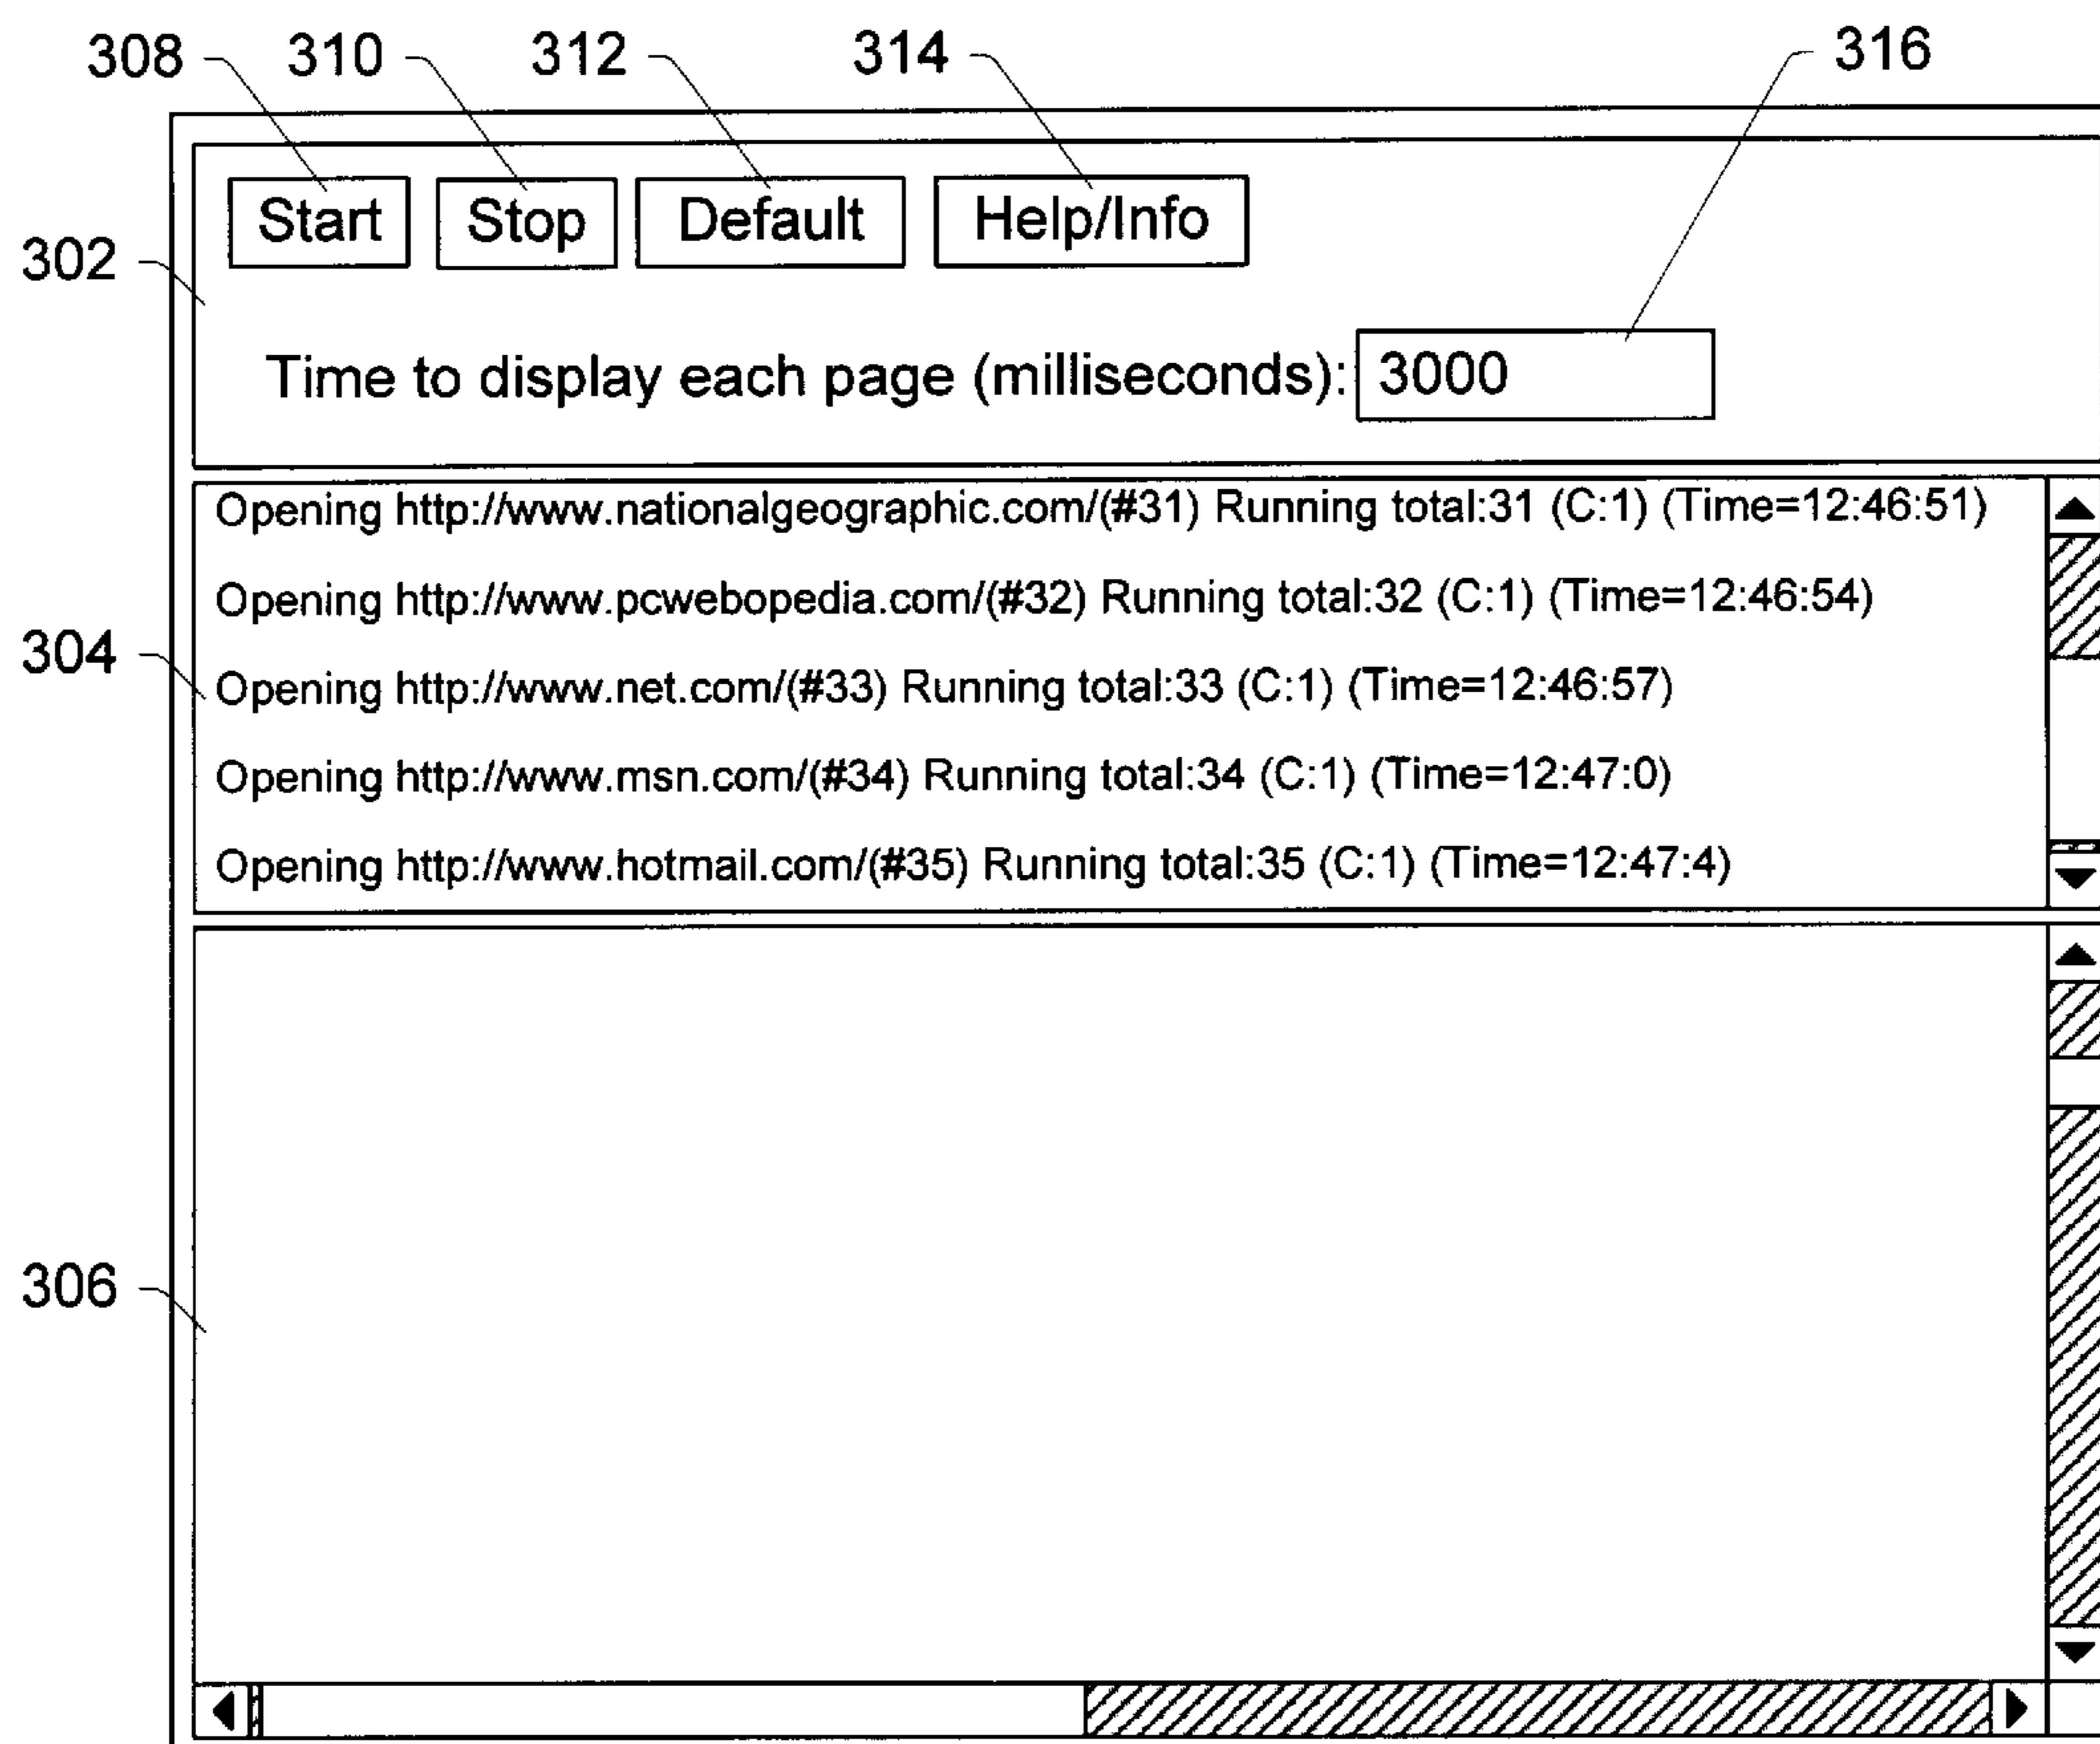 308 310 312 314 316
Start Stop Default Help/Info
302
Time to display each page (milliseconds): 3000
Opening http://www.nationalgeographic.com/(#31) Running total:31 (C:1) (Time=12:46:51)
Opening http://www.pcwebopedia.com/(#32) Running total:32 (C:1) (Time=12:46:54)
304
Opening http://www.net.com/(#33) Running total:33 (C:1) (Time=12:46:57)
Opening http://www.msn.com/(#34) Running total:34 (C:1) (Time=12:47:0)
Opening http://www.hotmail.com/(#35) Running total:35 (C:1) (Time=12:47:4)
306